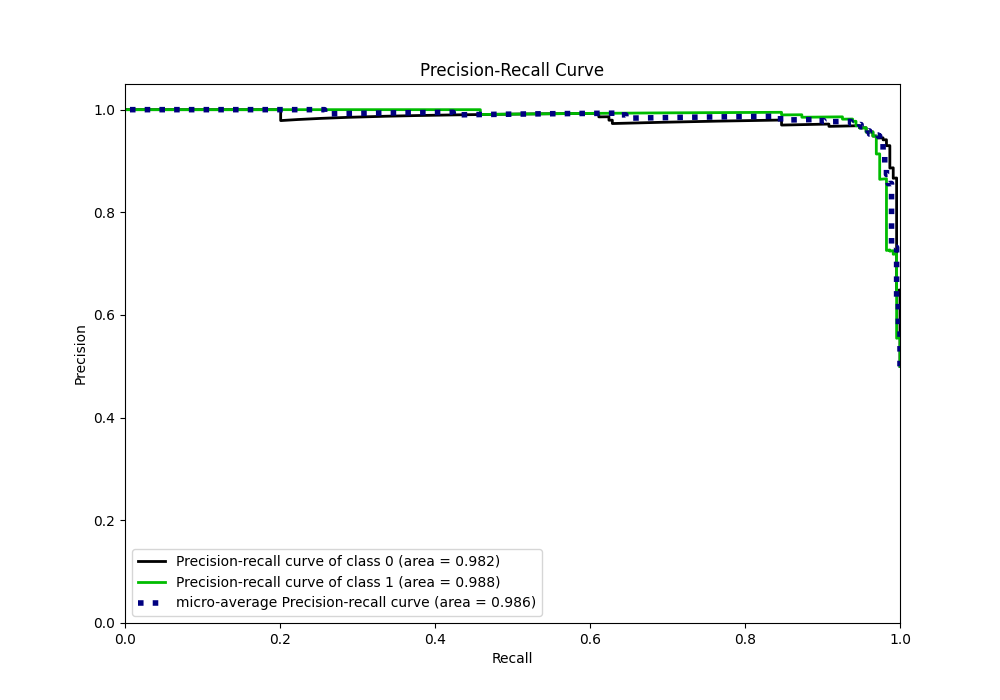 Precision-Recall Curve
1.0
0.8
0.6
0.4
0.2
0.0
Precision
Precision-recall curve of class 0 (area = 0.982)
Precision-recall curve of class 1 (area = 0.988)
micro-average Precision-recall curve (area = 0.986)
0.0 0.2 0.4 0.6 0.8 1.0
Recall